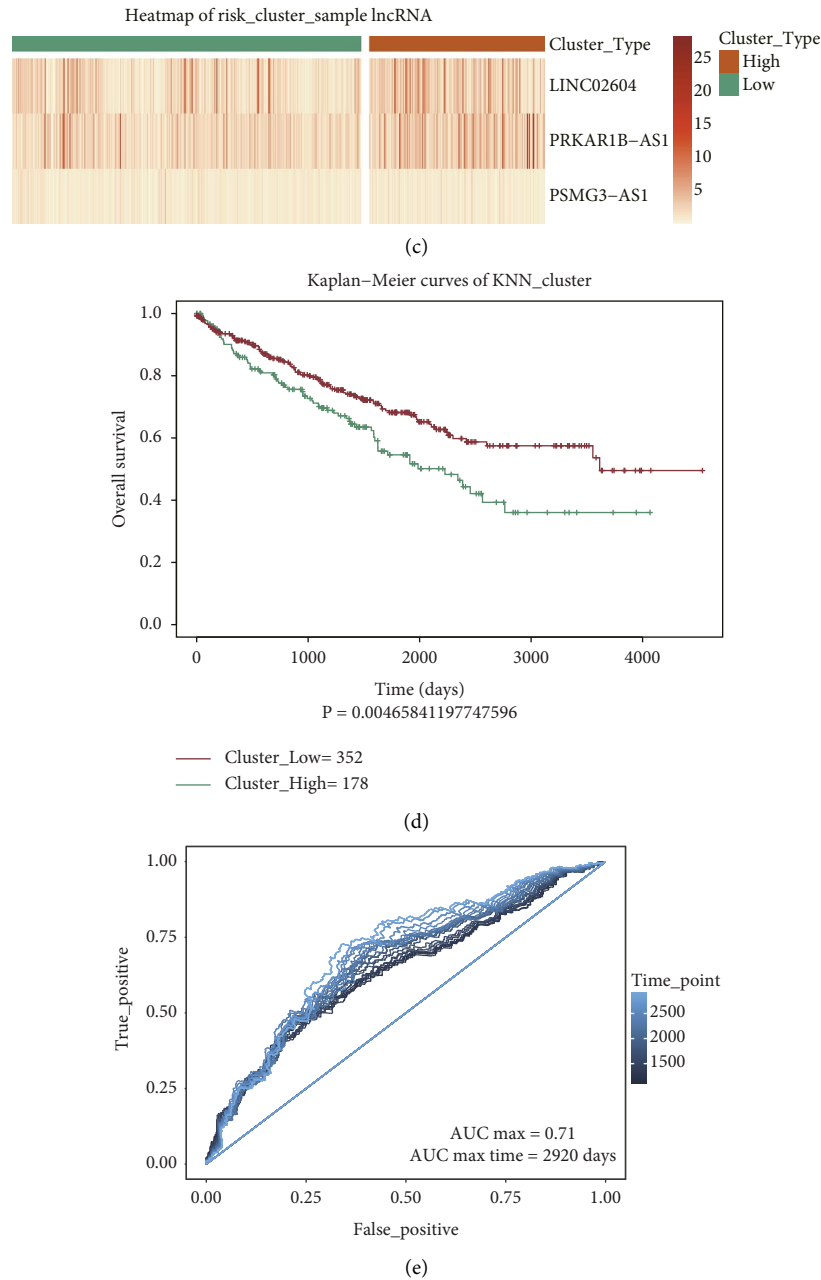 Heatmap of risk_cluster_sample lncRNA
Cluster_Type
LINC02604
PRKAR1B−AS1
PSMG3−AS1
25
20
15
10
5
Cluster_Type
High
Low
(c)
Kaplan−Meier curves of KNN_cluster
Overall survival
1.0
0.8
0.6
0.4
0.2
0.0
0 1000 2000 3000 4000
Time (days)
P = 0.00465841197747596
Cluster_Low= 352
Cluster_High= 178
(d)
True_positive
1.00
0.75
0.50
0.25
0.00
AUC max = 0.71
AUC max time = 2920 days
0.00 0.25 0.50 0.75 1.00
False_positive
Time_point
2500
2000
1500
(e)